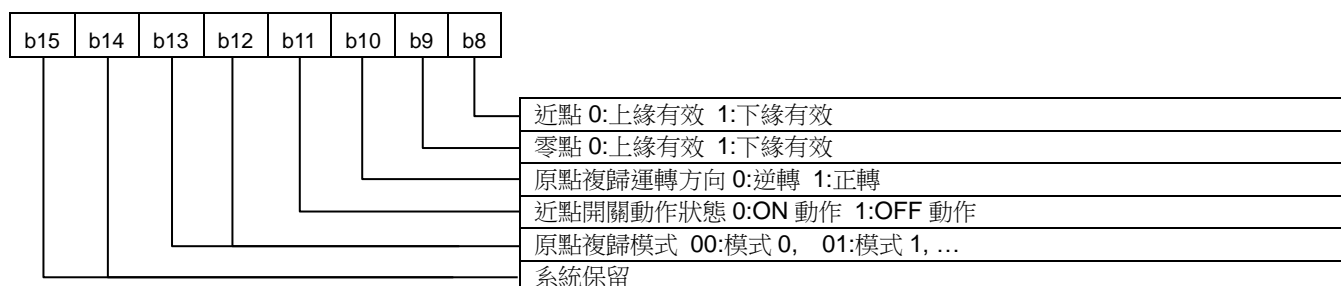 b15 b14 b13 b12 b11 b10 b9 b8
近點 0:上緣有效 1:下緣有效
零點 0:上緣有效 1:下緣有效
原點複歸運轉方向 0:逆轉 1:正轉
近點開關動作狀態 0:ON 動作 1:OFF 動作
原點複歸模式 00:模式 0, 01:模式 1, …
系統保留